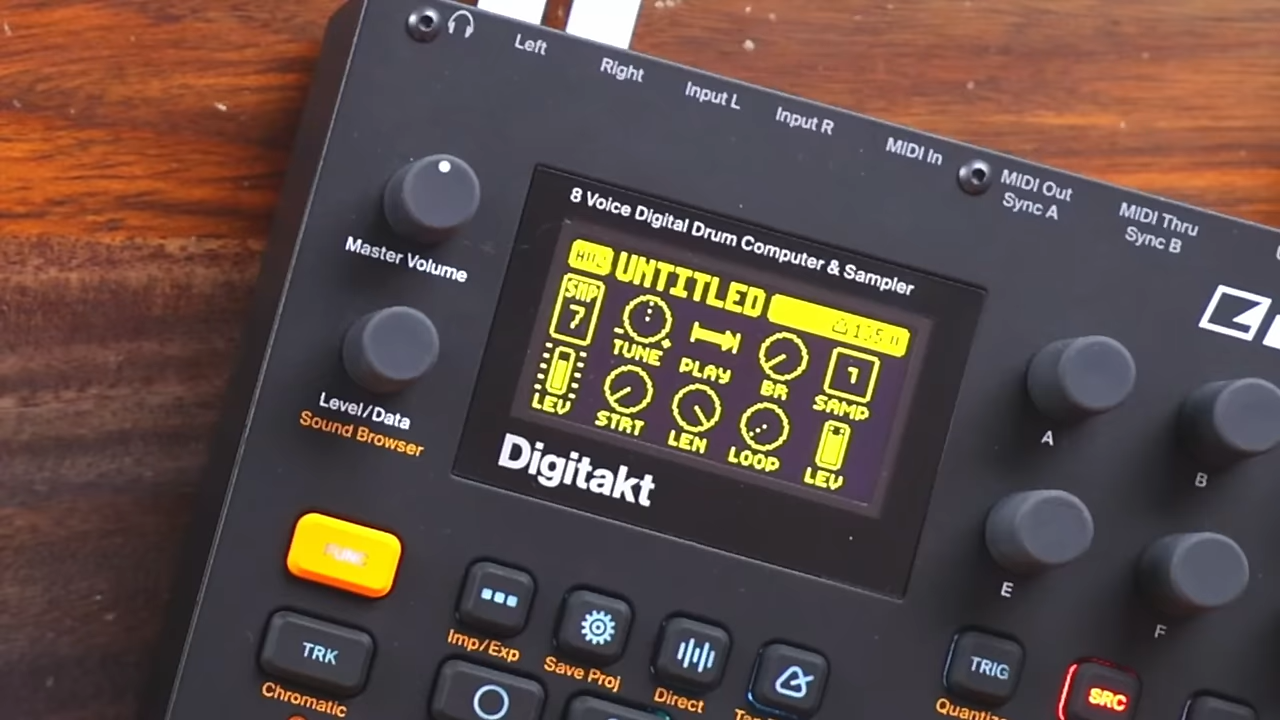 Left
Right
Input L
Input R
MIDI In
MIDI Out
Sync A
MIDI Thru
Sync B
Master Volume
Level/Data
Sound Browser
8 Voice Digital Drum Computer & Sampler
UNTITLED
SMP
7
TUNE
PLAY
BR
1
SAMP
LEV
STRT
LEN
LOOP
LEV
Digitakt
A
B
E
F
FUNC
TRK
Chromatic
Imp/Exp
Save Proj
Direct
TRIG
SRC